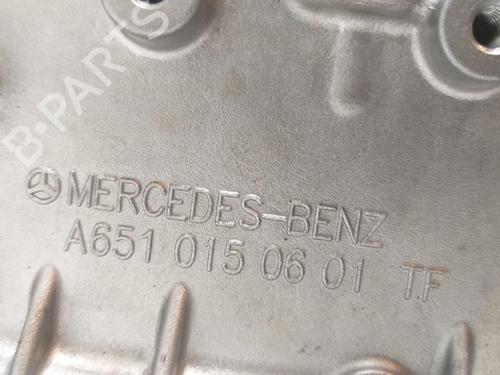 B-PARTS
MERCEDES-BENZ
A651 015 06 01 TF